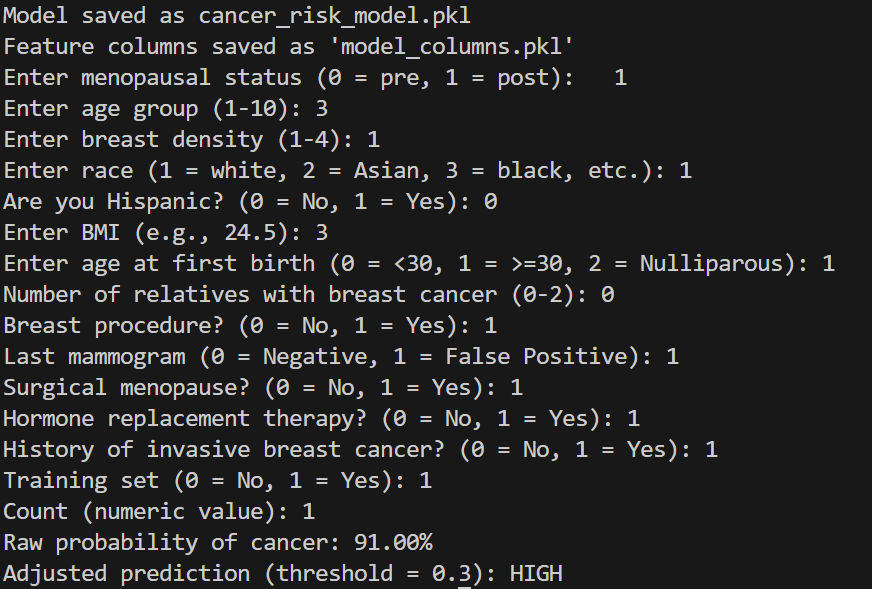 Model saved as cancer_risk_model.pkl
Feature columns saved as 'model_columns.pkl'
Enter menopausal status (0 = pre, 1 = post):   1
Enter age group (1-10): 3
Enter breast density (1-4): 1
Enter race (1 = white, 2 = Asian, 3 = black, etc.): 1
Are you Hispanic? (0 = No, 1 = Yes): 0
Enter BMI (e.g., 24.5): 3
Enter age at first birth (0 = <30, 1 = >=30, 2 = Nulliparous): 1
Number of relatives with breast cancer (0-2): 0
Breast procedure? (0 = No, 1 = Yes): 1
Last mammogram (0 = Negative, 1 = False Positive): 1
Surgical menopause? (0 = No, 1 = Yes): 1
Hormone replacement therapy? (0 = No, 1 = Yes): 1
History of invasive breast cancer? (0 = No, 1 = Yes): 1
Training set (0 = No, 1 = Yes): 1
Count (numeric value): 1
Raw probability of cancer: 91.00%
Adjusted prediction (threshold = 0.3): HIGH